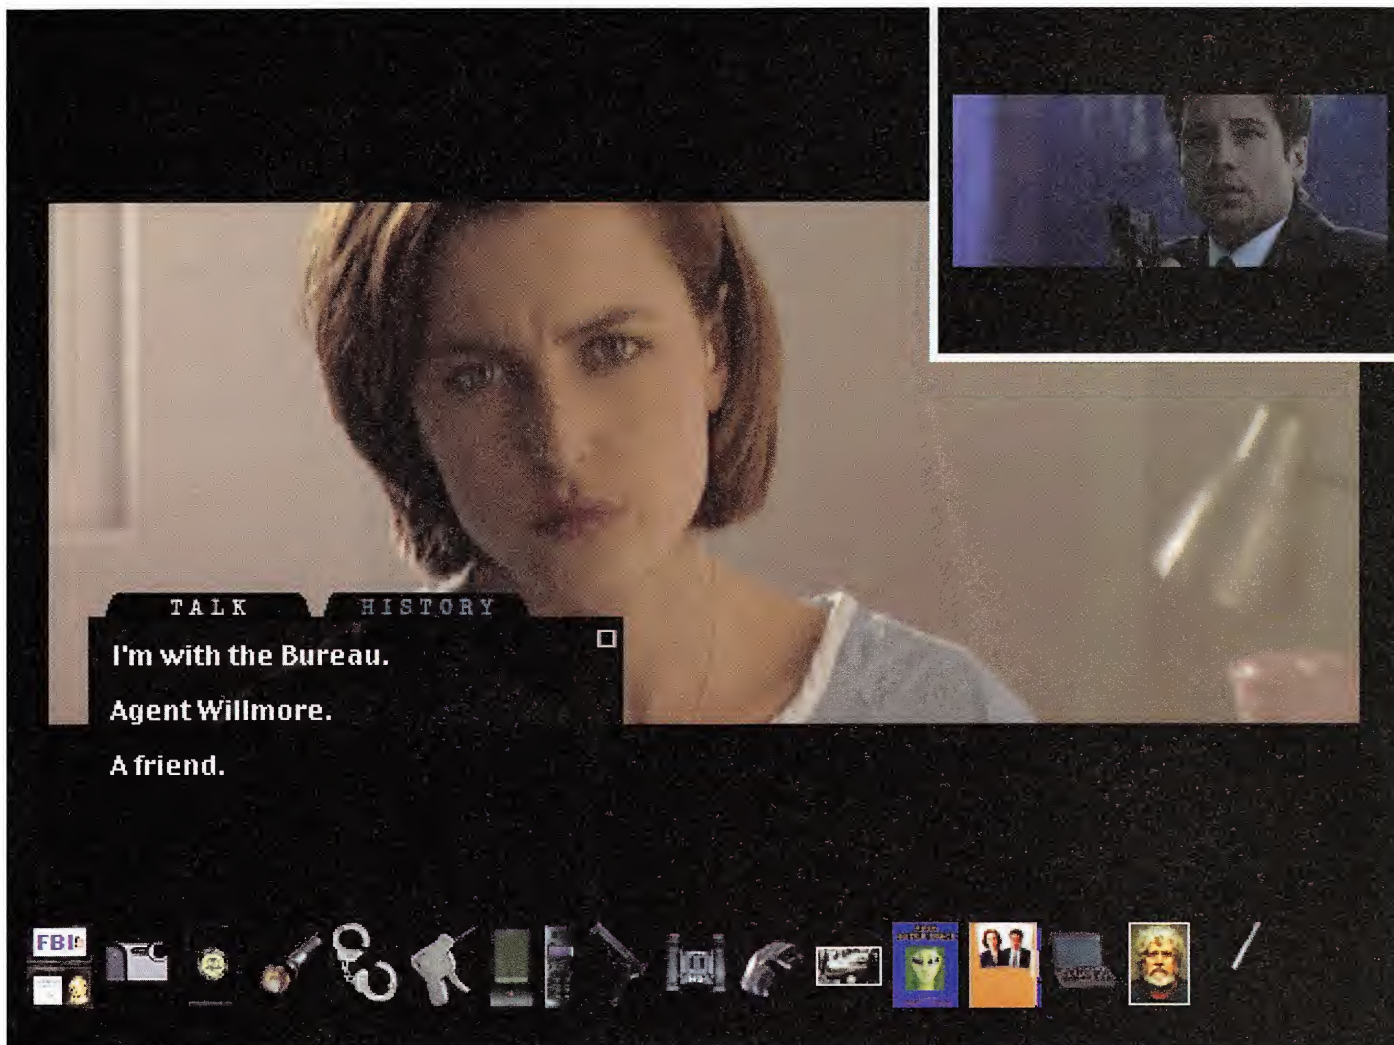 TALK
HISTORY
I'm with the Bureau.
Agent Willmore.
A friend.
FBI